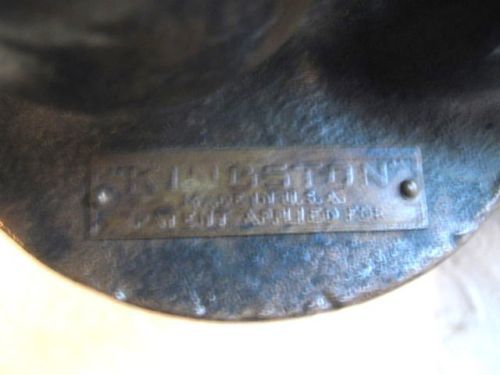 "KINGSTON"
MADE IN U.S.A
PATENT APPLIED FOR